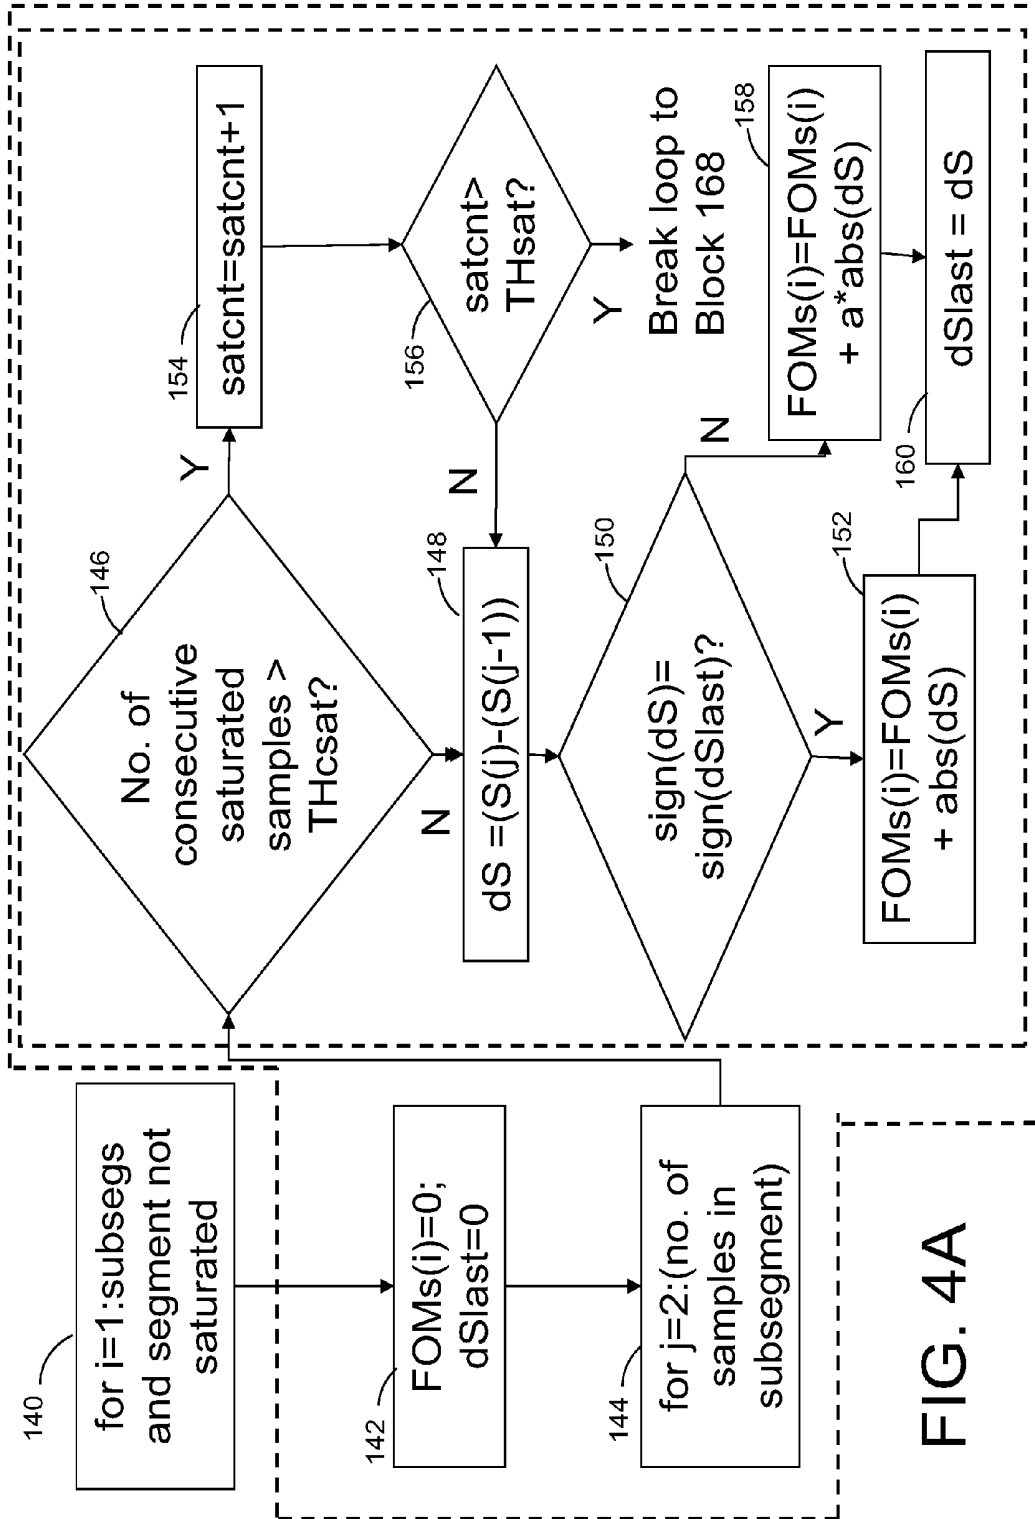 140
for i=1:subsegs
and segment not
saturated
142
FOMs(i)=0;
dSlast=0
144
for j=2:(no. of
samples in
subsegment)
146
No. of
consecutive
saturated
samples >
THcsat?
Y
N
154
satcnt=satcnt+1
156
satcnt>
THsat?
N
Y
Break loop to
Block 168
148
dS =(S(j)-(S(j-1))
150
sign(dS)=
sign(dSlast)?
N
Y
152
FOMs(i)=FOMs(i)
+ abs(dS)
158
FOMs(i)=FOMs(i)
+ a*abs(dS)
160
dSlast = dS
FIG. 4A